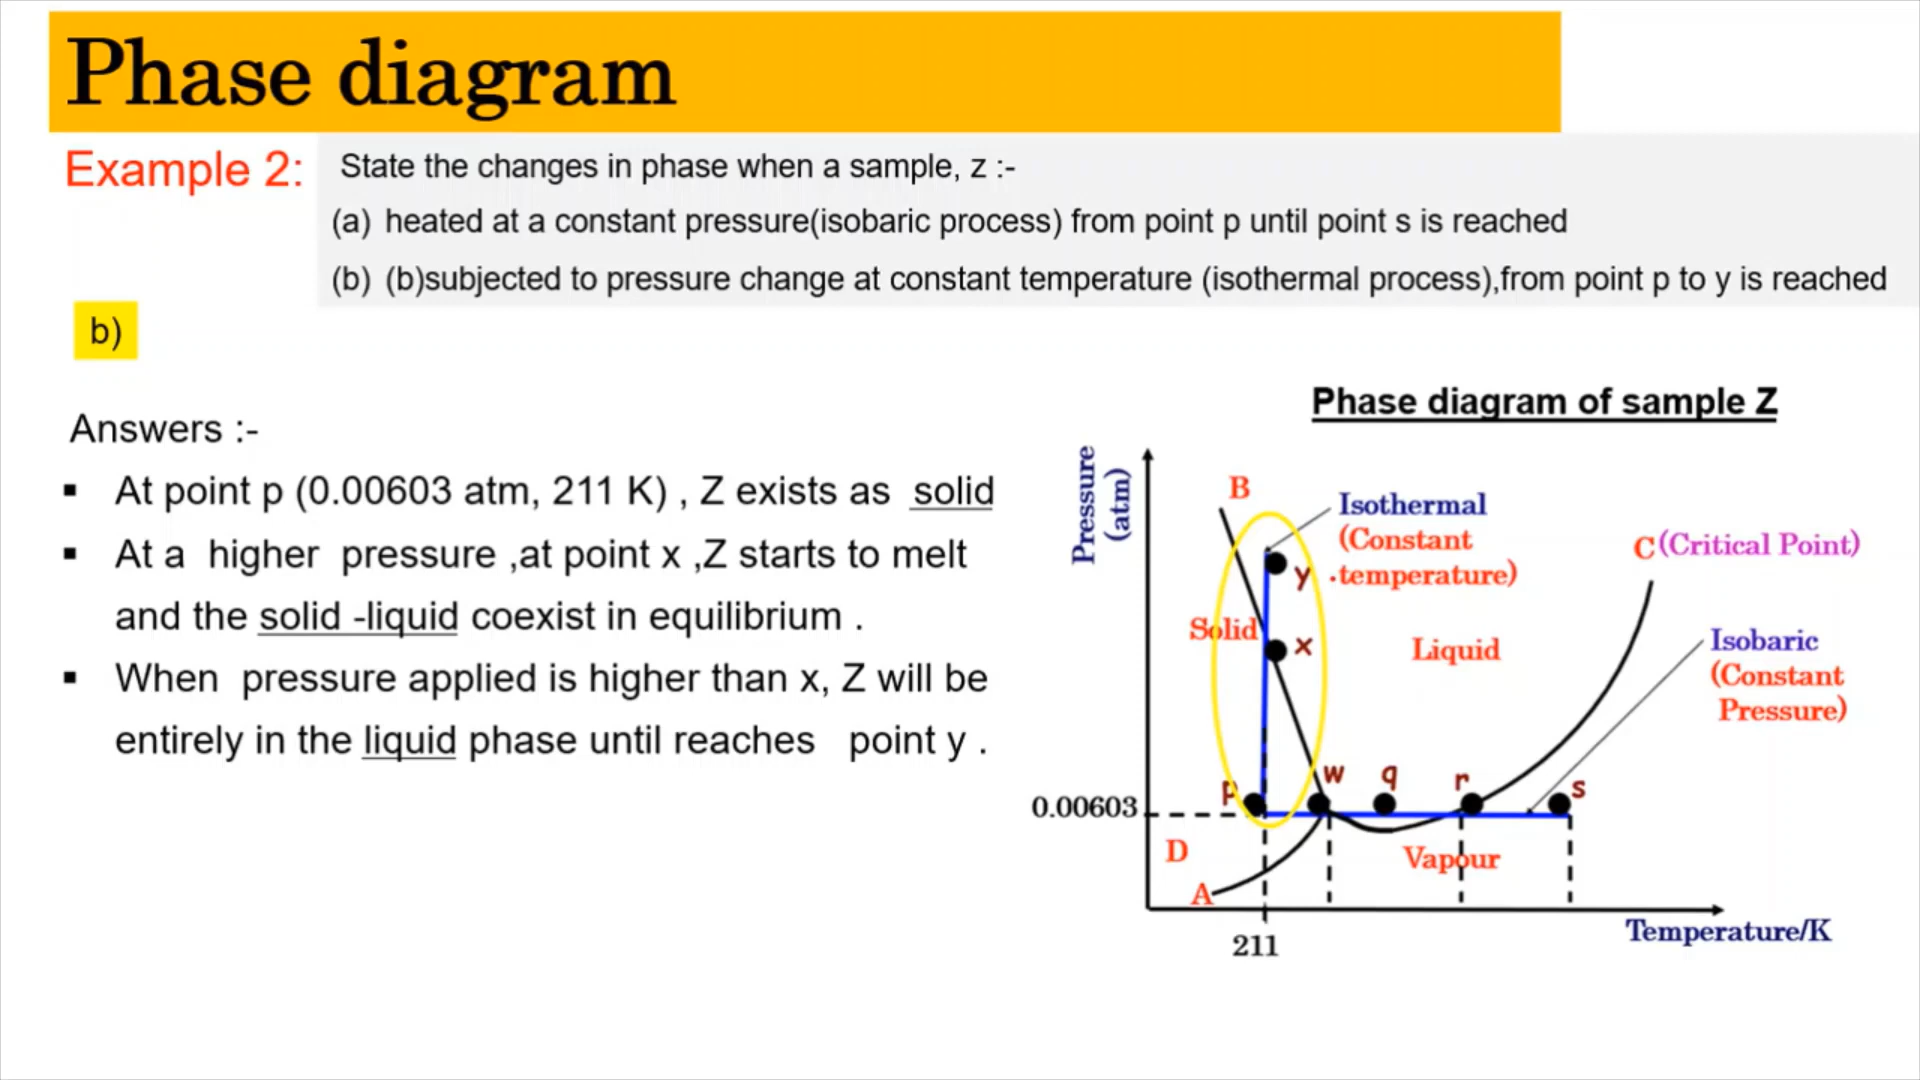 Phase diagram
Example 2:
State the changes in phase when a sample, z :-
(a) heated at a constant pressure(isobaric process) from point p until point s is reached
(b) (b)subjected to pressure change at constant temperature (isothermal process),from point p to y is reached
b)
Answers :-
▪ At point p (0.00603 atm, 211 K) , Z exists as solid
▪ At a higher pressure ,at point x ,Z starts to melt
and the solid -liquid coexist in equilibrium .
▪ When pressure applied is higher than x, Z will be
entirely in the liquid phase until reaches point y .
Phase diagram of sample Z
Pressure
(atm)
B
Isothermal
(Constant
temperature)
y
C (Critical Point)
Solid
x
Liquid
Isobaric
(Constant
Pressure)
p
w
q
r
s
0.00603
D
Vapour
A
211
Temperature/K